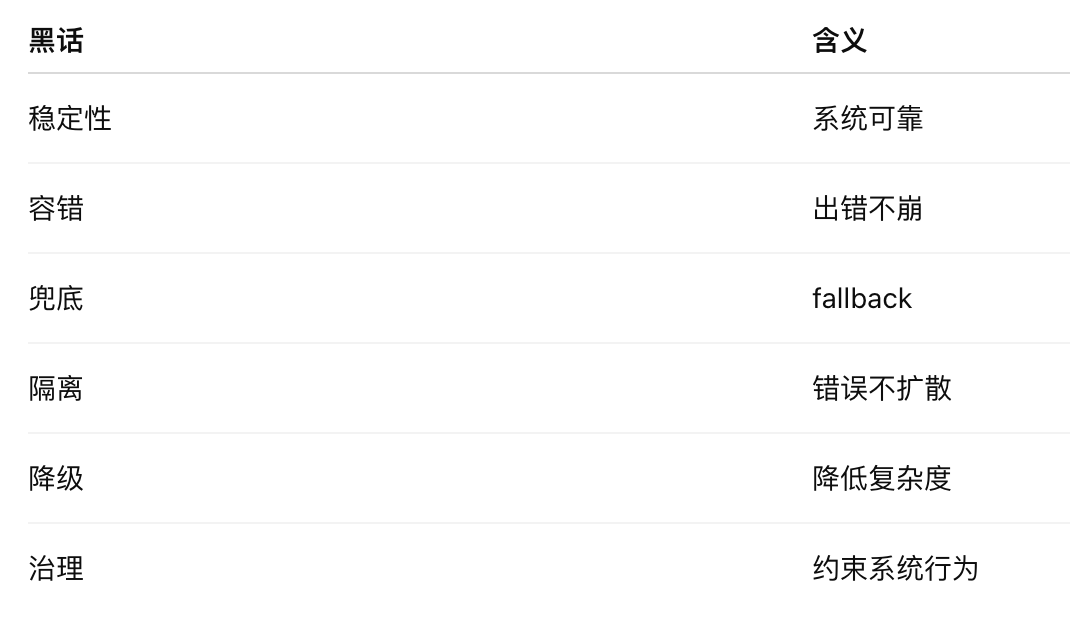 黑话 含义
稳定性 系统可靠
容错 出错不崩
兜底 fallback
隔离 错误不扩散
降级 降低复杂度
治理 约束系统行为